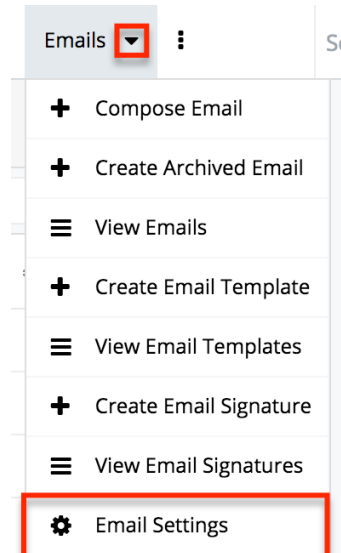 Emails
Compose Email
Create Archived Email
View Emails
Create Email Template
View Email Templates
Create Email Signature
View Email Signatures
Email Settings